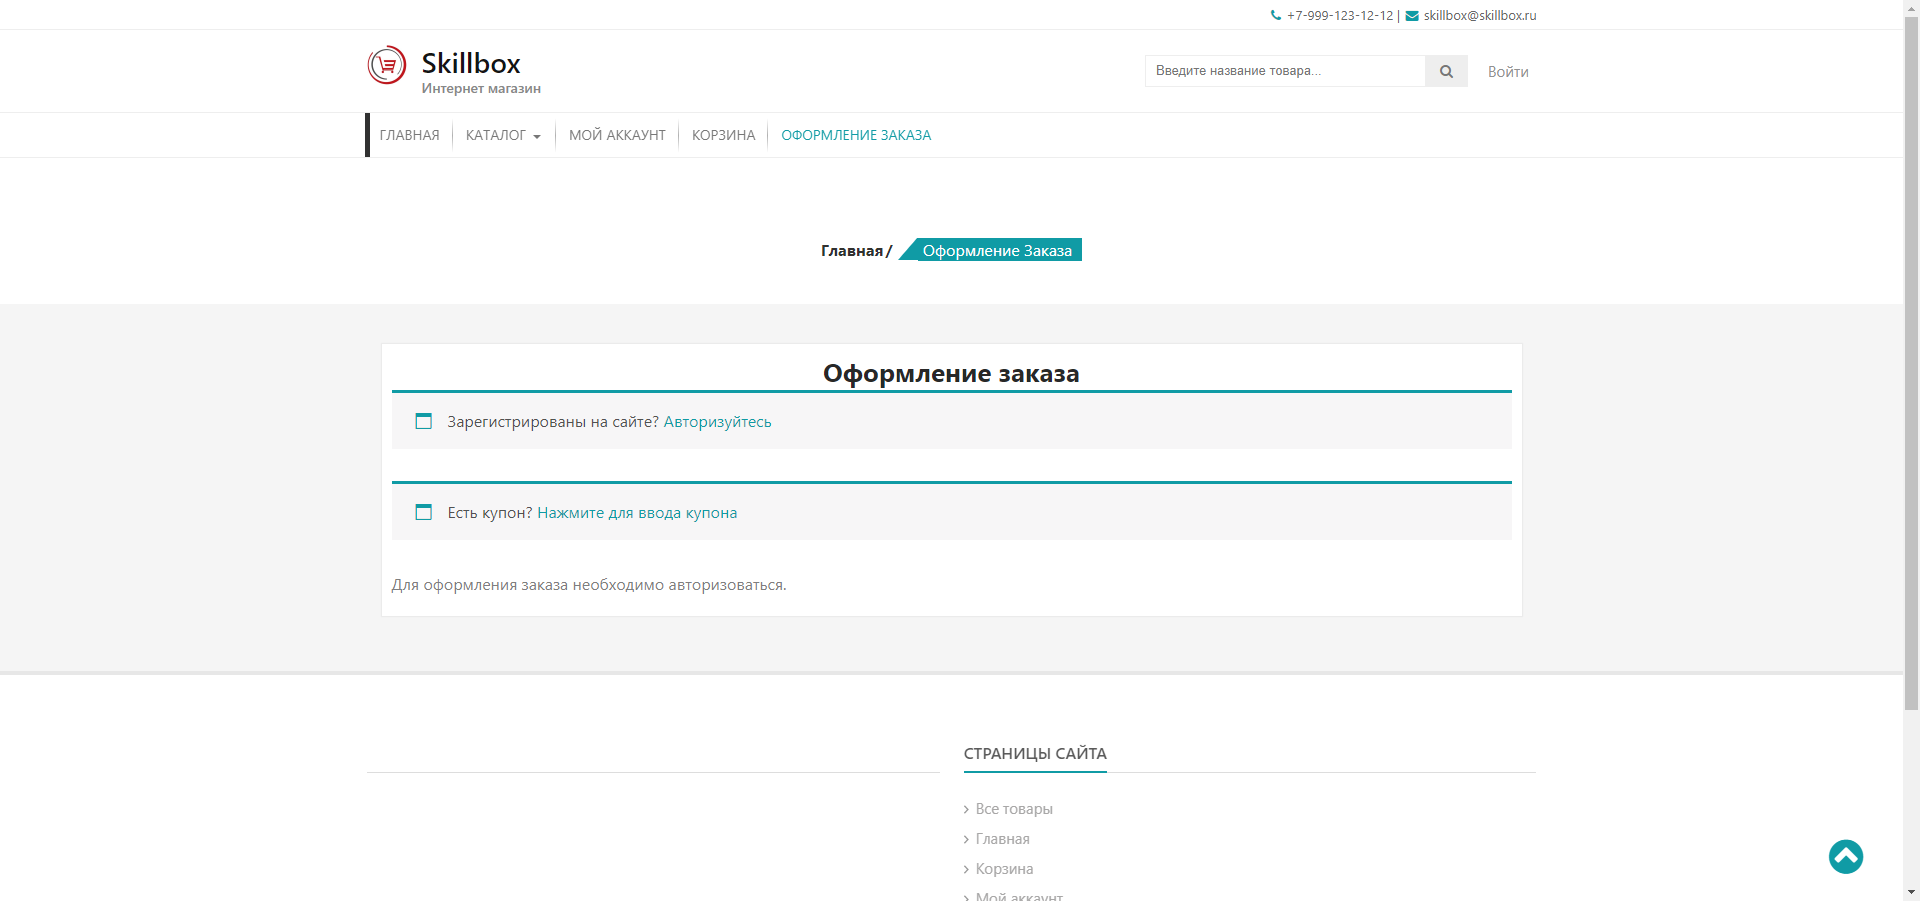 +7-999-123-12-12 | skillbox@skillbox.ru
Skillbox
Интернет магазин
Введите название товара...
Войти
ГЛАВНАЯ КАТАЛОГ МОЙ АККАУНТ КОРЗИНА ОФОРМЛЕНИЕ ЗАКАЗА
Главная / Оформление Заказа
Оформление заказа
Зарегистрированы на сайте? Авторизуйтесь
Есть купон? Нажмите для ввода купона
Для оформления заказа необходимо авторизоваться.
СТРАНИЦЫ САЙТА
Все товары
Главная
Корзина
Мой аккаунт